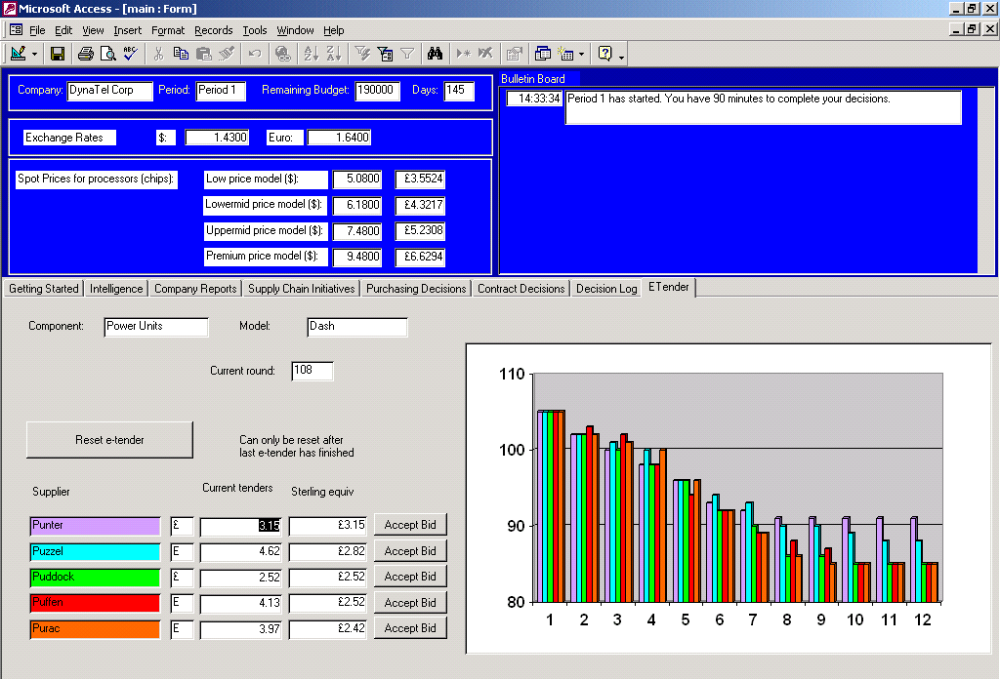 Microsoft Access - [main : Form]
File Edit View Insert Format Records Tools Window Help
Company: DynaTel Corp Period: Period 1 Remaining Budget: 190000 Days: 145
Exchange Rates $: 1.4300 Euro: 1.6400
Spot Prices for processors (chips): Low price model ($): 5.0800 £3.5524
Lowermid price model ($): 6.1800 £4.3217
Uppermid price model ($): 7.4800 £5.2308
Premium price model ($): 9.4800 £6.6294
Bulletin Board
14:33:34 Period 1 has started. You have 90 minutes to complete your decisions.
Getting Started Intelligence Company Reports Supply Chain Initiatives Purchasing Decisions Contract Decisions Decision Log ETender
Component: Power Units Model: Dash
Current round: 108
Reset e-tender
Can only be reset after
last e-tender has finished
Supplier Current tenders Sterling equiv
Punter £ 3.15 £3.15 Accept Bid
Puzzel E 4.62 £2.82 Accept Bid
Puddock £ 2.52 £2.52 Accept Bid
Puffen E 4.13 £2.52 Accept Bid
Purac E 3.97 £2.42 Accept Bid
110
100
90
80
1 2 3 4 5 6 7 8 9 10 11 12